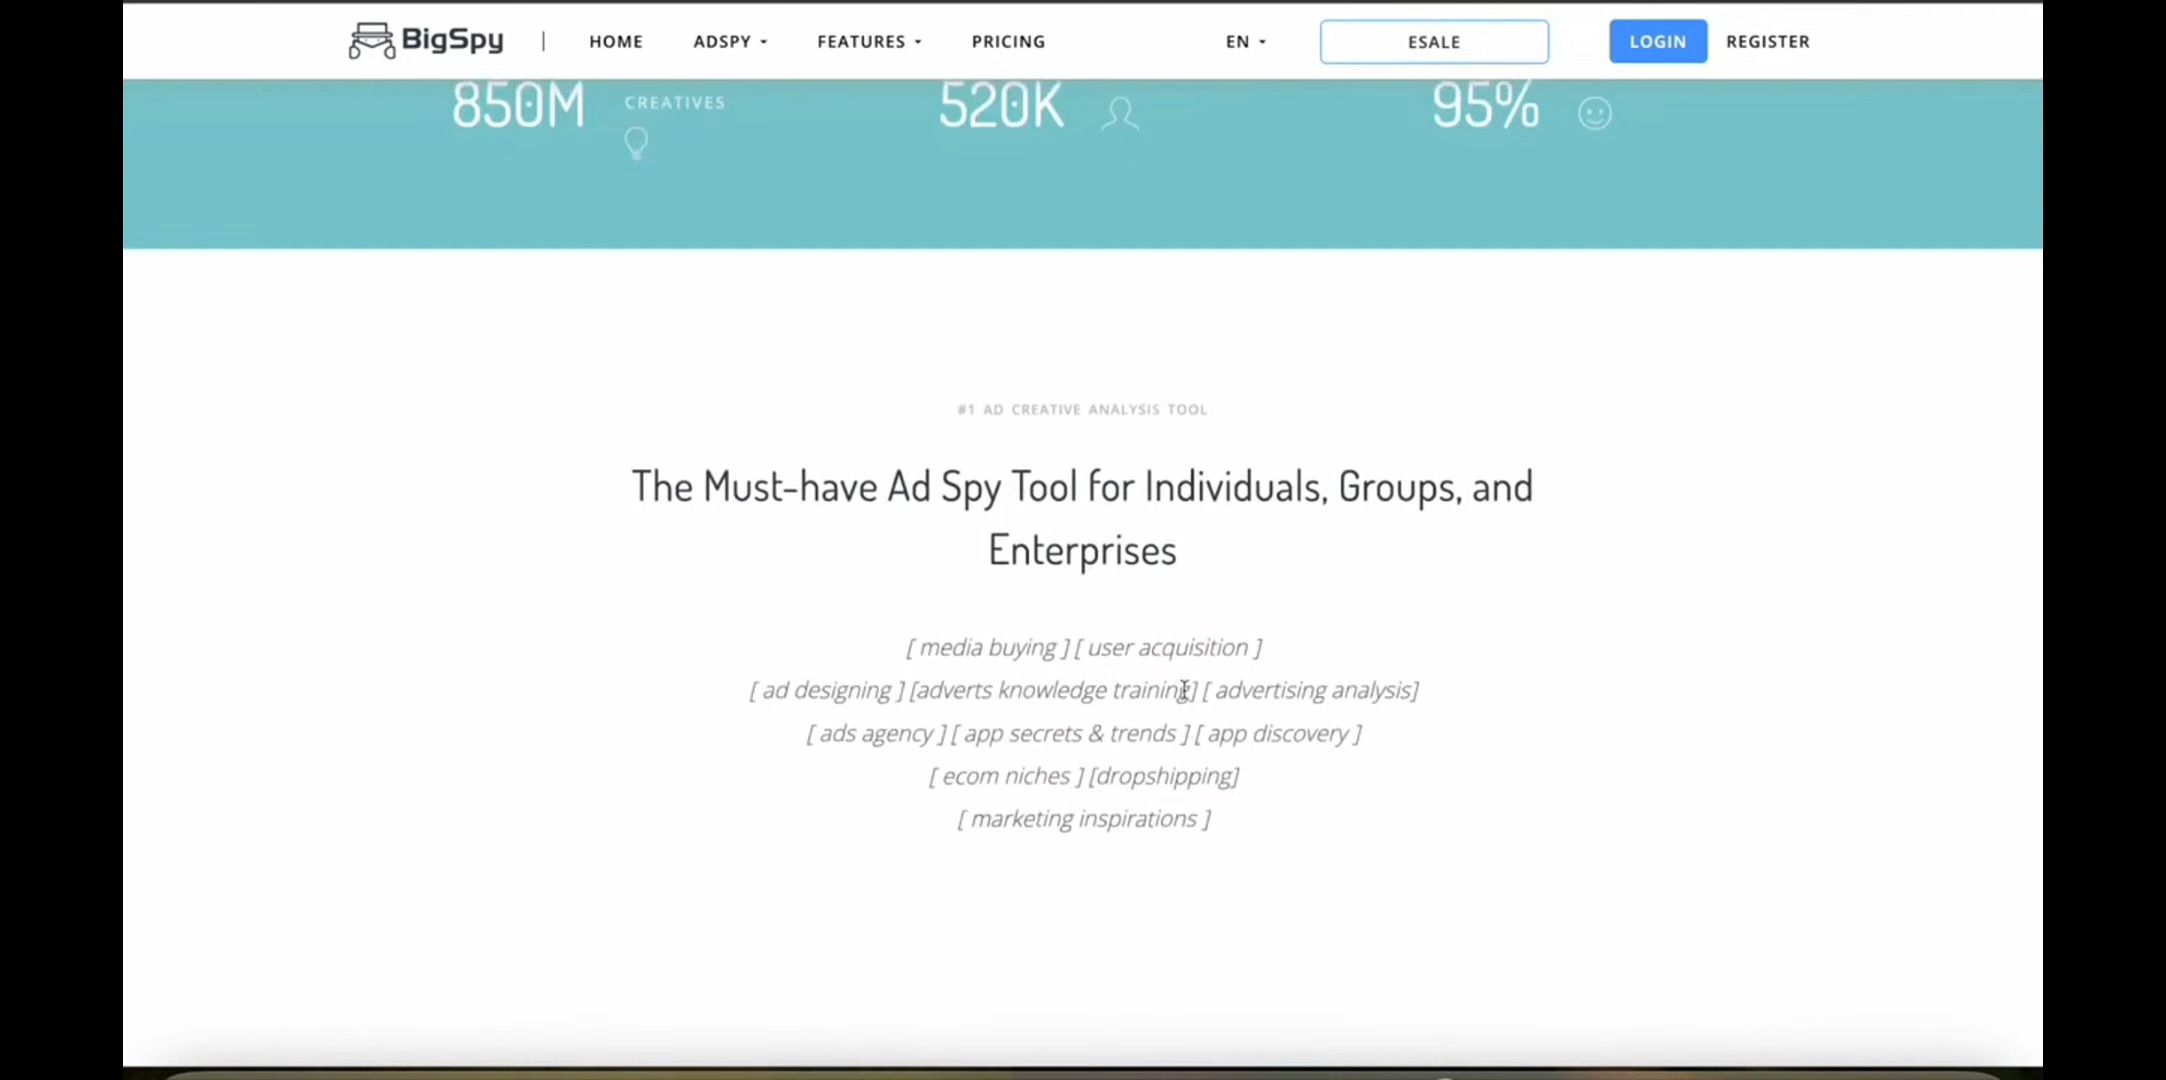 BigSpy | HOME ADSPY FEATURES PRICING EN ESALE LOGIN REGISTER
850M CREATIVES 520K 95%
#1 AD CREATIVE ANALYSIS TOOL
The Must-have Ad Spy Tool for Individuals, Groups, and
Enterprises
[ media buying ] [ user acquisition ]
[ ad designing ] [adverts knowledge training] [ advertising analysis]
[ ads agency ] [ app secrets & trends ] [ app discovery ]
[ ecom niches ] [dropshipping]
[ marketing inspirations ]